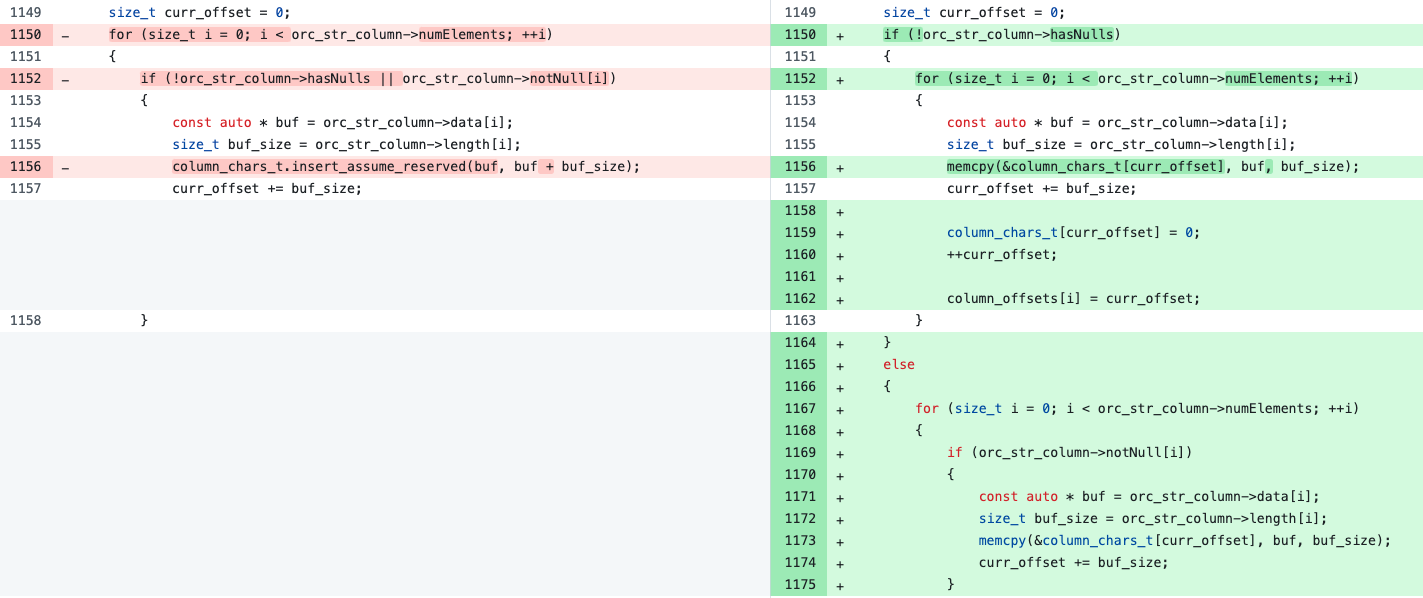 1149 size_t curr_offset = 0;
1150 - for (size_t i = 0; i < orc_str_column->numElements; ++i)
1151 {
1152 - if (!orc_str_column->hasNulls || orc_str_column->notNull[i])
1153 {
1154 const auto * buf = orc_str_column->data[i];
1155 size_t buf_size = orc_str_column->length[i];
1156 - column_chars_t.insert_assume_reserved(buf, buf + buf_size);
1157 curr_offset += buf_size;
1158 }
1149 size_t curr_offset = 0;
1150 + if (!orc_str_column->hasNulls)
1151 {
1152 + for (size_t i = 0; i < orc_str_column->numElements; ++i)
1153 {
1154 const auto * buf = orc_str_column->data[i];
1155 size_t buf_size = orc_str_column->length[i];
1156 + memcpy(&column_chars_t[curr_offset], buf, buf_size);
1157 curr_offset += buf_size;
1158 +
1159 + column_chars_t[curr_offset] = 0;
1160 + ++curr_offset;
1161 +
1162 + column_offsets[i] = curr_offset;
1163 }
1164 + }
1165 + else
1166 + {
1167 + for (size_t i = 0; i < orc_str_column->numElements; ++i)
1168 + {
1169 + if (orc_str_column->notNull[i])
1170 + {
1171 + const auto * buf = orc_str_column->data[i];
1172 + size_t buf_size = orc_str_column->length[i];
1173 + memcpy(&column_chars_t[curr_offset], buf, buf_size);
1174 + curr_offset += buf_size;
1175 + }